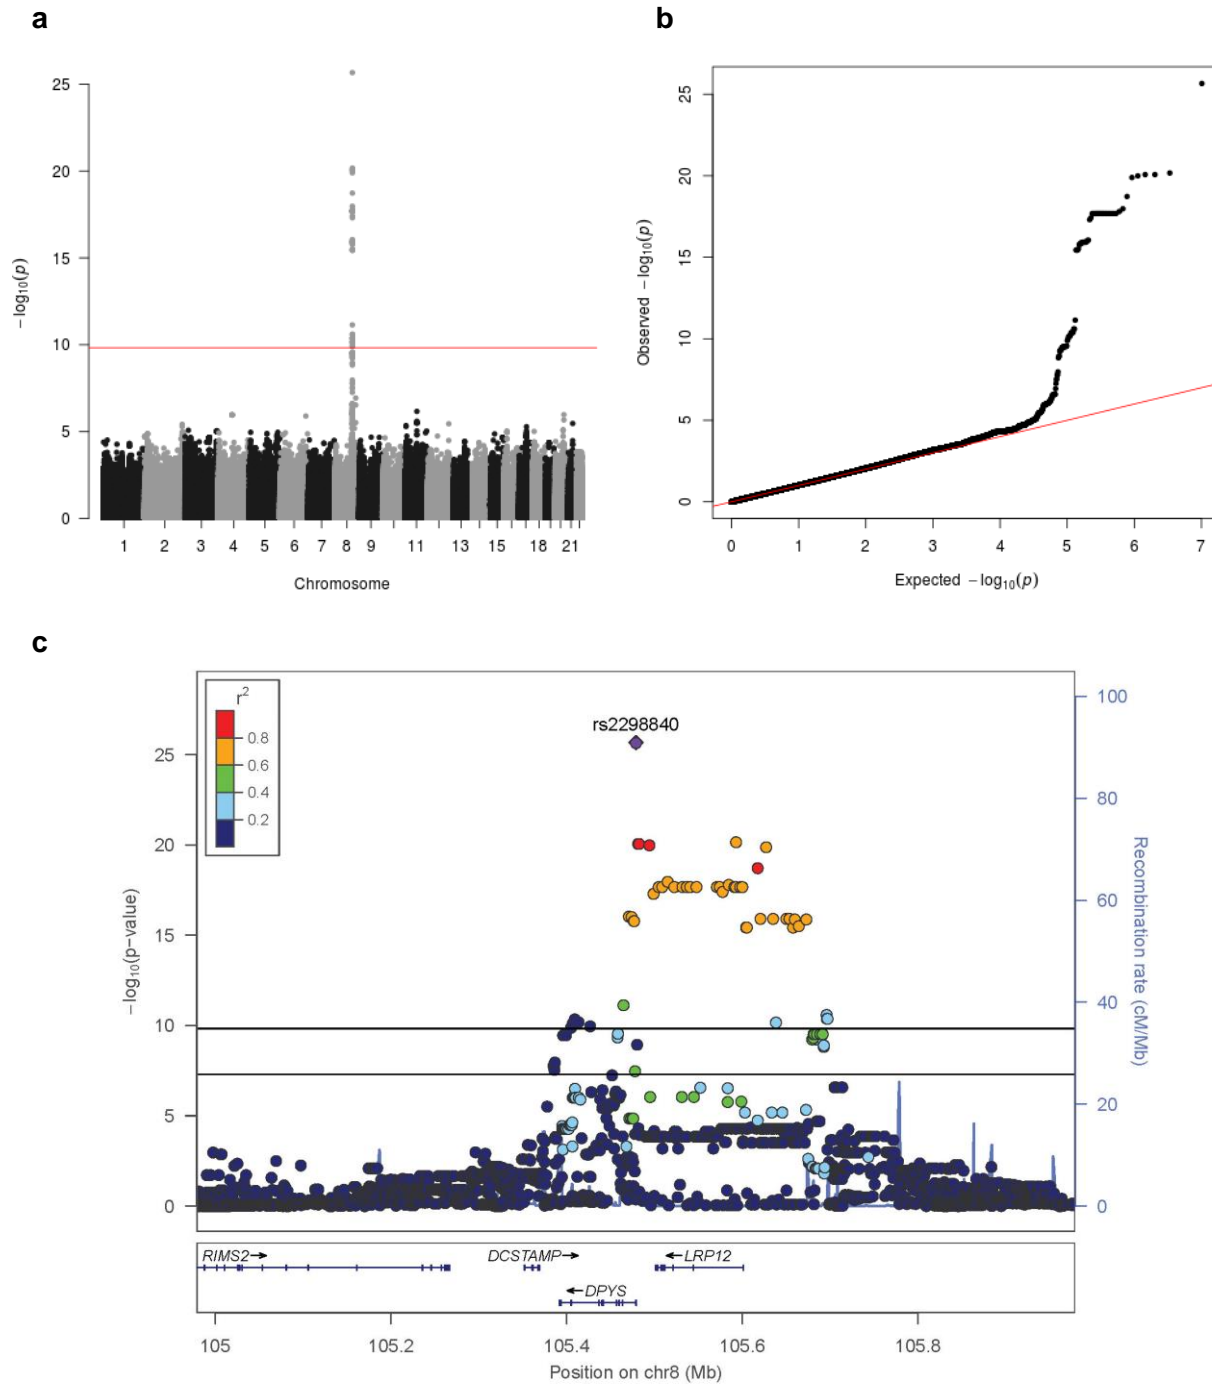 a
25
20
15
10
5
0
−log10(p)
1 2 3 4 5 6 7 8 9 11 13 15 18 21
Chromosome
b
25
20
15
10
5
0
Observed −log10(p)
0 1 2 3 4 5 6 7
Expected −log10(p)
c
r2
0.8
0.6
0.4
0.2
rs2298840
25
20
15
10
5
0
−log10(p−value)
100
80
60
40
20
0
Recombination rate (cM/Mb)
RIMS2→ DCSTAMP→ ←LRP12
←DPYS
105 105.2 105.4 105.6 105.8
Position on chr8 (Mb)